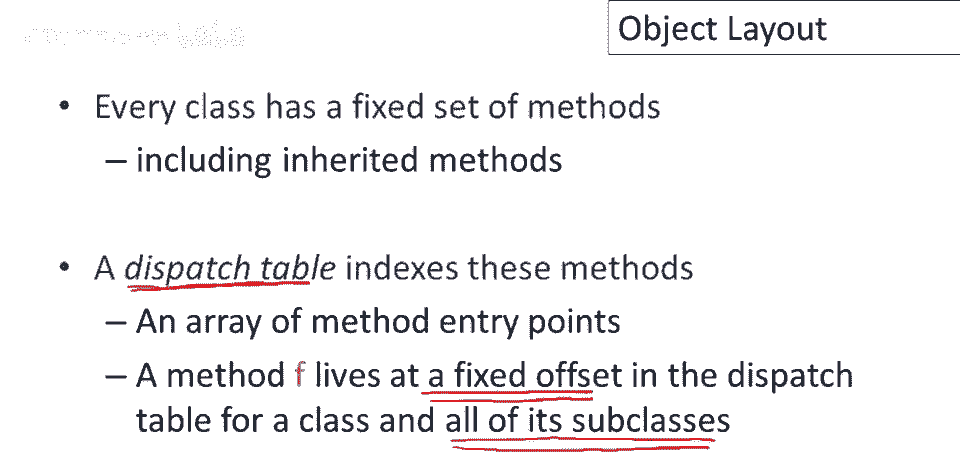 Object Layout
• Every class has a fixed set of methods
– including inherited methods
• A dispatch table indexes these methods
– An array of method entry points
– A method f lives at a fixed offset in the dispatch
table for a class and all of its subclasses